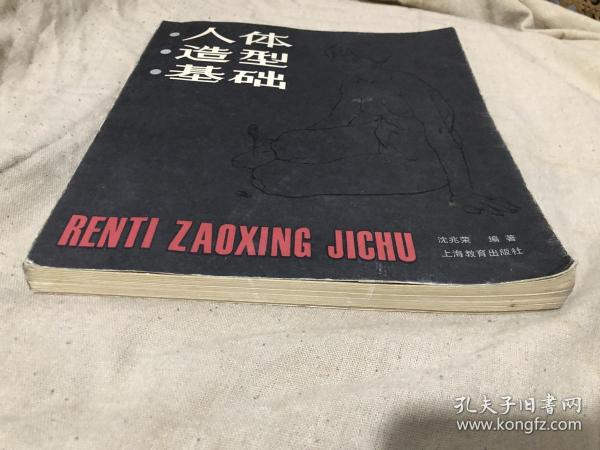 人体
造型
基础
RENTI ZAOXING JICHU
沈兆荣 编著
上海教育出版社
孔夫子旧书网
www.kongfz.com